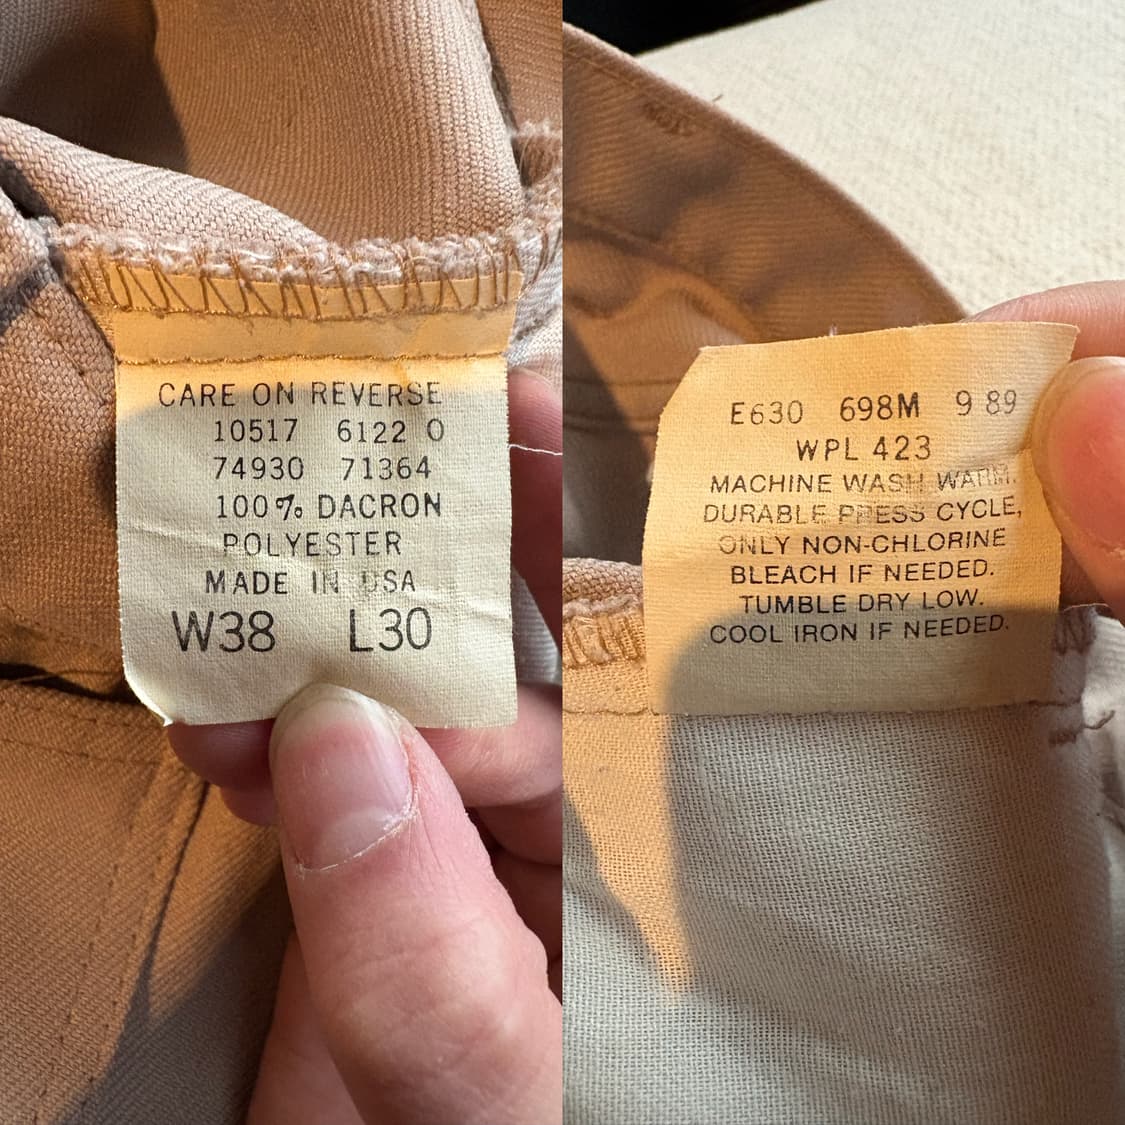 CARE ON REVERSE
10517 6122 0
74930 71364
100% DACRON
POLYESTER
MADE IN USA
W38 L30
E630 698M 9 89
WPL 423
MACHINE WASH WARM.
DURABLE PRESS CYCLE,
ONLY NON-CHLORINE
BLEACH IF NEEDED.
TUMBLE DRY LOW.
COOL IRON IF NEEDED.